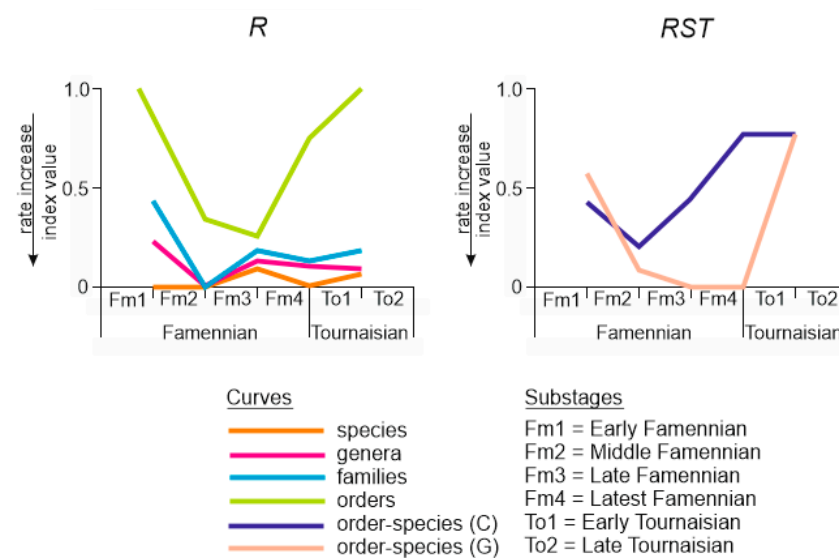 R
RST
1.0
0.5
0
rate increase
index value
Fm1 Fm2 Fm3 Fm4 To1 To2
Famennian Tournaisian
1.0
0.5
0
rate increase
index value
Fm1 Fm2 Fm3 Fm4 To1 To2
Famennian Tournaisian
Curves
species
genera
families
orders
order-species (C)
order-species (G)
Substages
Fm1 = Early Famennian
Fm2 = Middle Famennian
Fm3 = Late Famennian
Fm4 = Latest Famennian
To1 = Early Tournaisian
To2 = Late Tournaisian